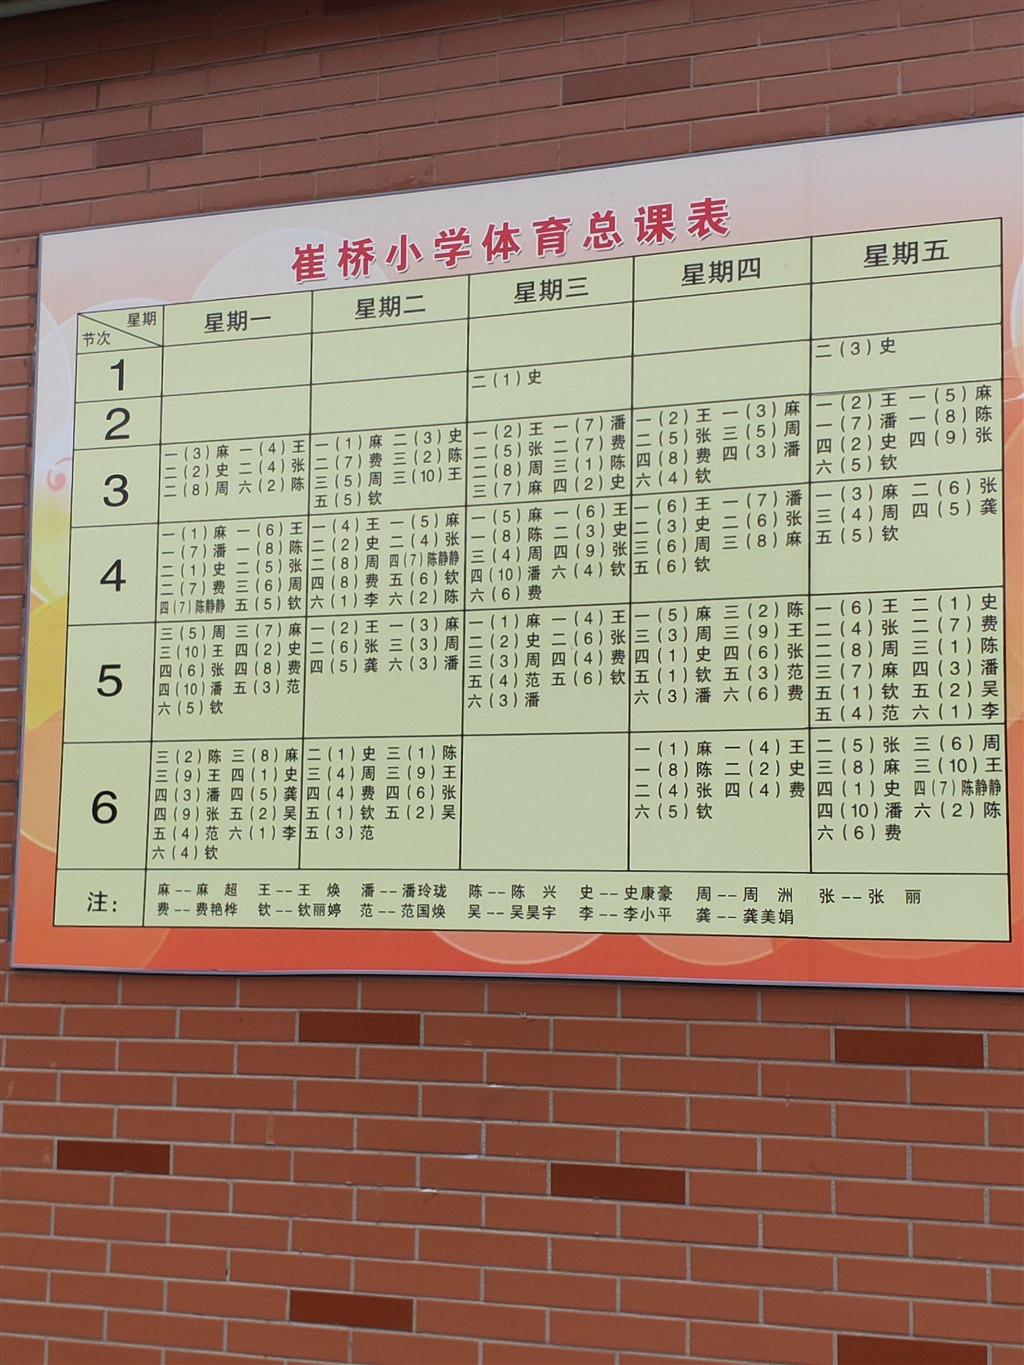 崔桥小学体育总课表
星期 节次 星期一 星期二 星期三 星期四 星期五
1
二(3)史
2
二(1)史
3
一(3)麻 一(4)王
二(2)史 二(4)张
二(8)周 六(2)陈
一(1)麻 二(3)史
二(7)费 三(2)陈
三(5)周 三(10)王
五(5)钦
一(2)王 一(7)潘
二(5)张 二(7)费
二(8)周 三(1)陈
三(7)麻 四(2)史
一(2)王 一(3)麻
二(5)张 三(5)周
四(8)费 四(3)潘
六(4)钦
一(2)王 一(5)麻
一(7)潘 一(8)陈
四(2)史 四(9)张
六(5)钦
4
一(1)麻 一(6)王
一(7)潘 一(8)陈
二(1)史 二(5)张
二(7)费 三(6)周
四(7)陈静静 五(5)钦
一(4)王 一(5)麻
二(2)史 二(4)张
二(8)周 四(7)陈静静
四(8)费 五(6)钦
六(1)李 六(2)陈
一(5)麻 一(6)王
一(8)陈 二(3)史
三(4)周 四(9)张
四(10)潘 六(4)钦
六(6)费
一(6)王 一(7)潘
二(3)史 二(6)张
三(6)周 三(8)麻
五(6)钦
一(3)麻 二(6)张
三(4)周 四(5)龚
五(5)钦
5
三(5)周 三(7)麻
三(10)王 四(2)史
四(6)张 四(8)费
四(10)潘 五(3)范
六(5)钦
一(2)王 一(3)麻
二(6)张 三(3)周
四(5)龚 六(3)潘
一(1)麻 一(4)王
二(2)史 二(6)张
三(3)周 四(4)费
五(4)范 五(6)钦
六(3)潘
一(5)麻 三(2)陈
三(3)周 三(9)王
四(1)史 四(6)张
五(1)钦 五(3)范
六(3)潘 六(6)费
一(6)王 二(1)史
二(4)张 二(7)费
二(8)周 三(1)陈
三(7)麻 四(3)潘
五(1)钦 五(2)吴
五(4)范 六(1)李
6
三(2)陈 三(8)麻
三(9)王 四(1)史
四(3)潘 四(5)龚
四(9)张 五(2)吴
五(4)范 六(1)李
六(4)钦
二(1)史 三(1)陈
三(4)周 三(9)王
四(4)费 四(6)张
五(1)钦 五(2)吴
五(3)范
一(1)麻 一(4)王
一(8)陈 二(2)史
二(4)张 四(4)费
六(5)钦
二(5)张 三(6)周
三(8)麻 三(10)王
四(1)史 四(7)陈静静
四(10)潘 六(2)陈
六(6)费
注:
麻--麻 超 王--王 焕 潘--潘玲珑 陈--陈 兴 史--史康豪 周--周 洲 张--张 丽
费--费艳桦 钦--钦丽婷 范--范国焕 吴--吴昊宇 李--李小平 龚--龚美娟